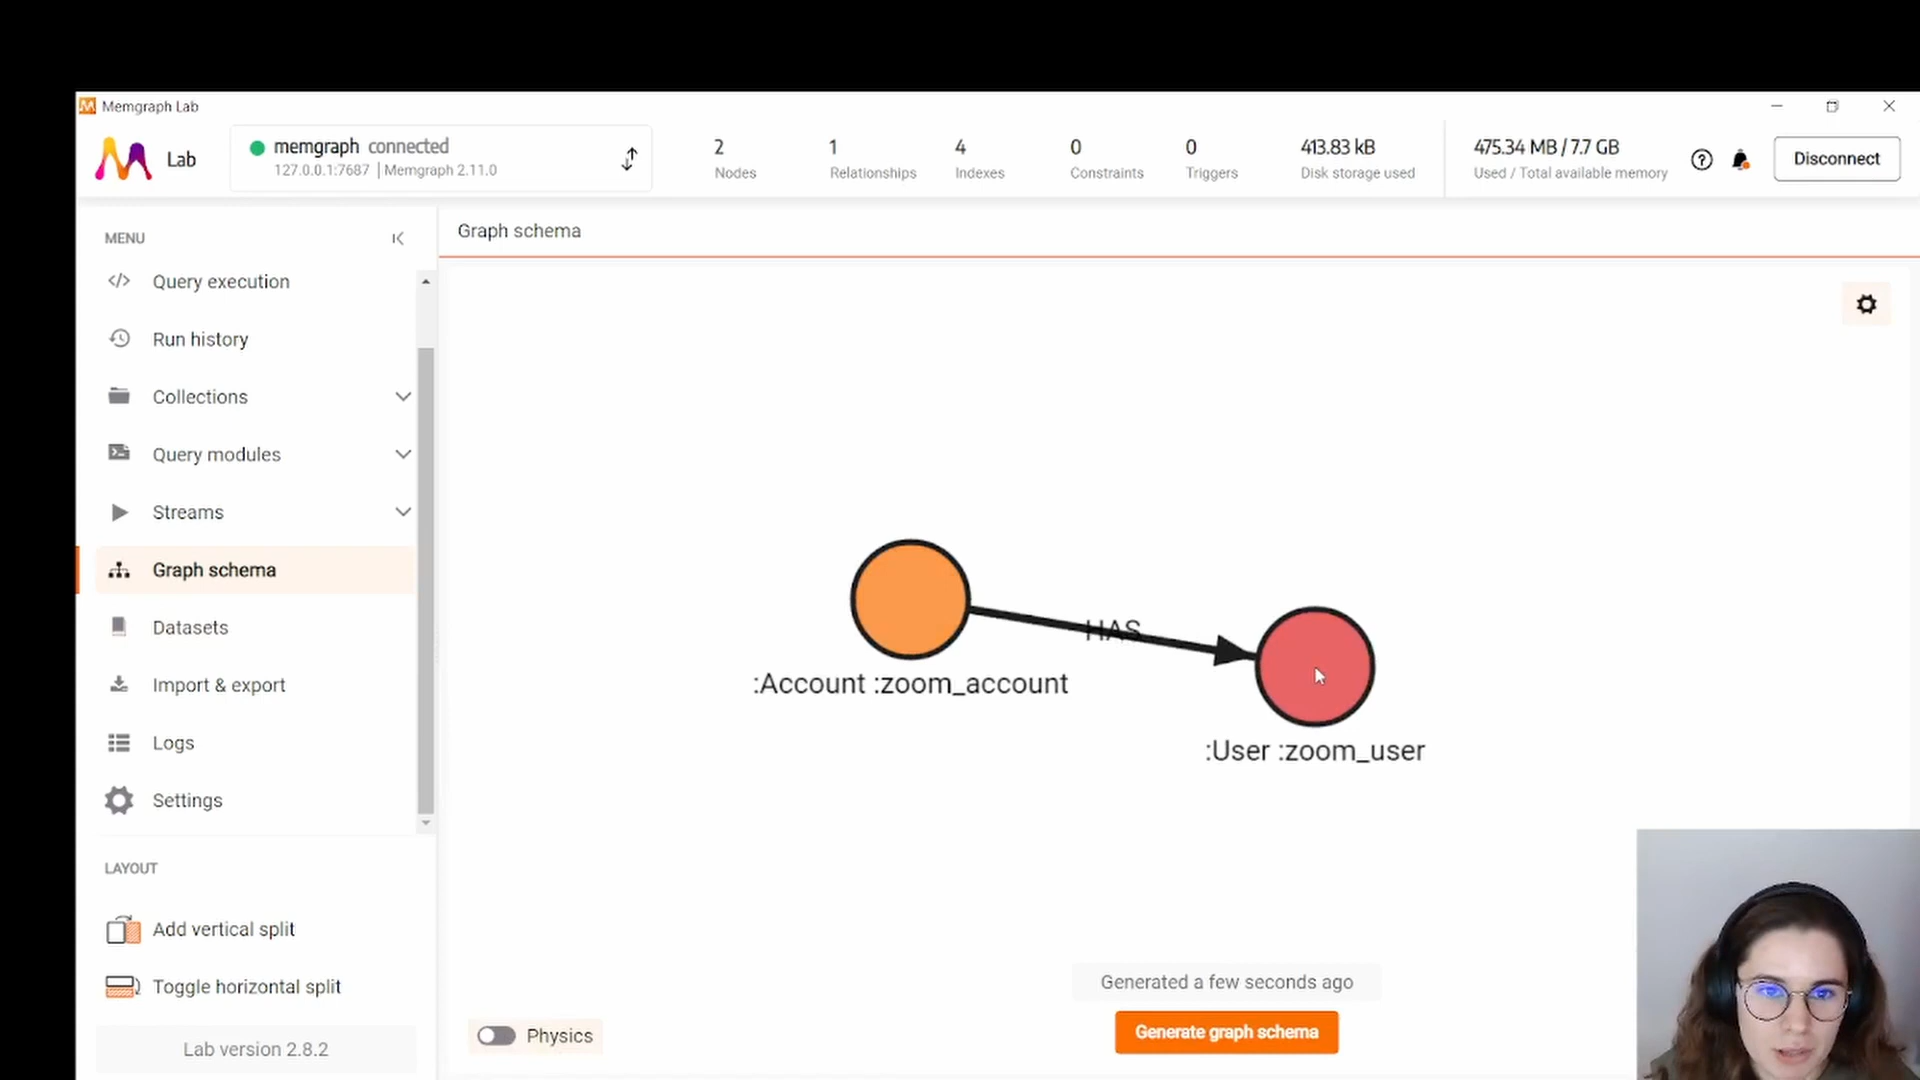 Memgraph Lab
Lab
memgraph connected
127.0.0.1:7687 | Memgraph 2.11.0
2
Nodes
1
Relationships
4
Indexes
0
Constraints
0
Triggers
413.83 kB
Disk storage used
475.34 MB / 7.7 GB
Used / Total available memory
Disconnect
MENU
Query execution
Run history
Collections
Query modules
Streams
Graph schema
Datasets
Import & export
Logs
Settings
LAYOUT
Add vertical split
Toggle horizontal split
Lab version 2.8.2
Graph schema
HAS
:Account :zoom_account
:User :zoom_user
Generated a few seconds ago
Generate graph schema
Physics